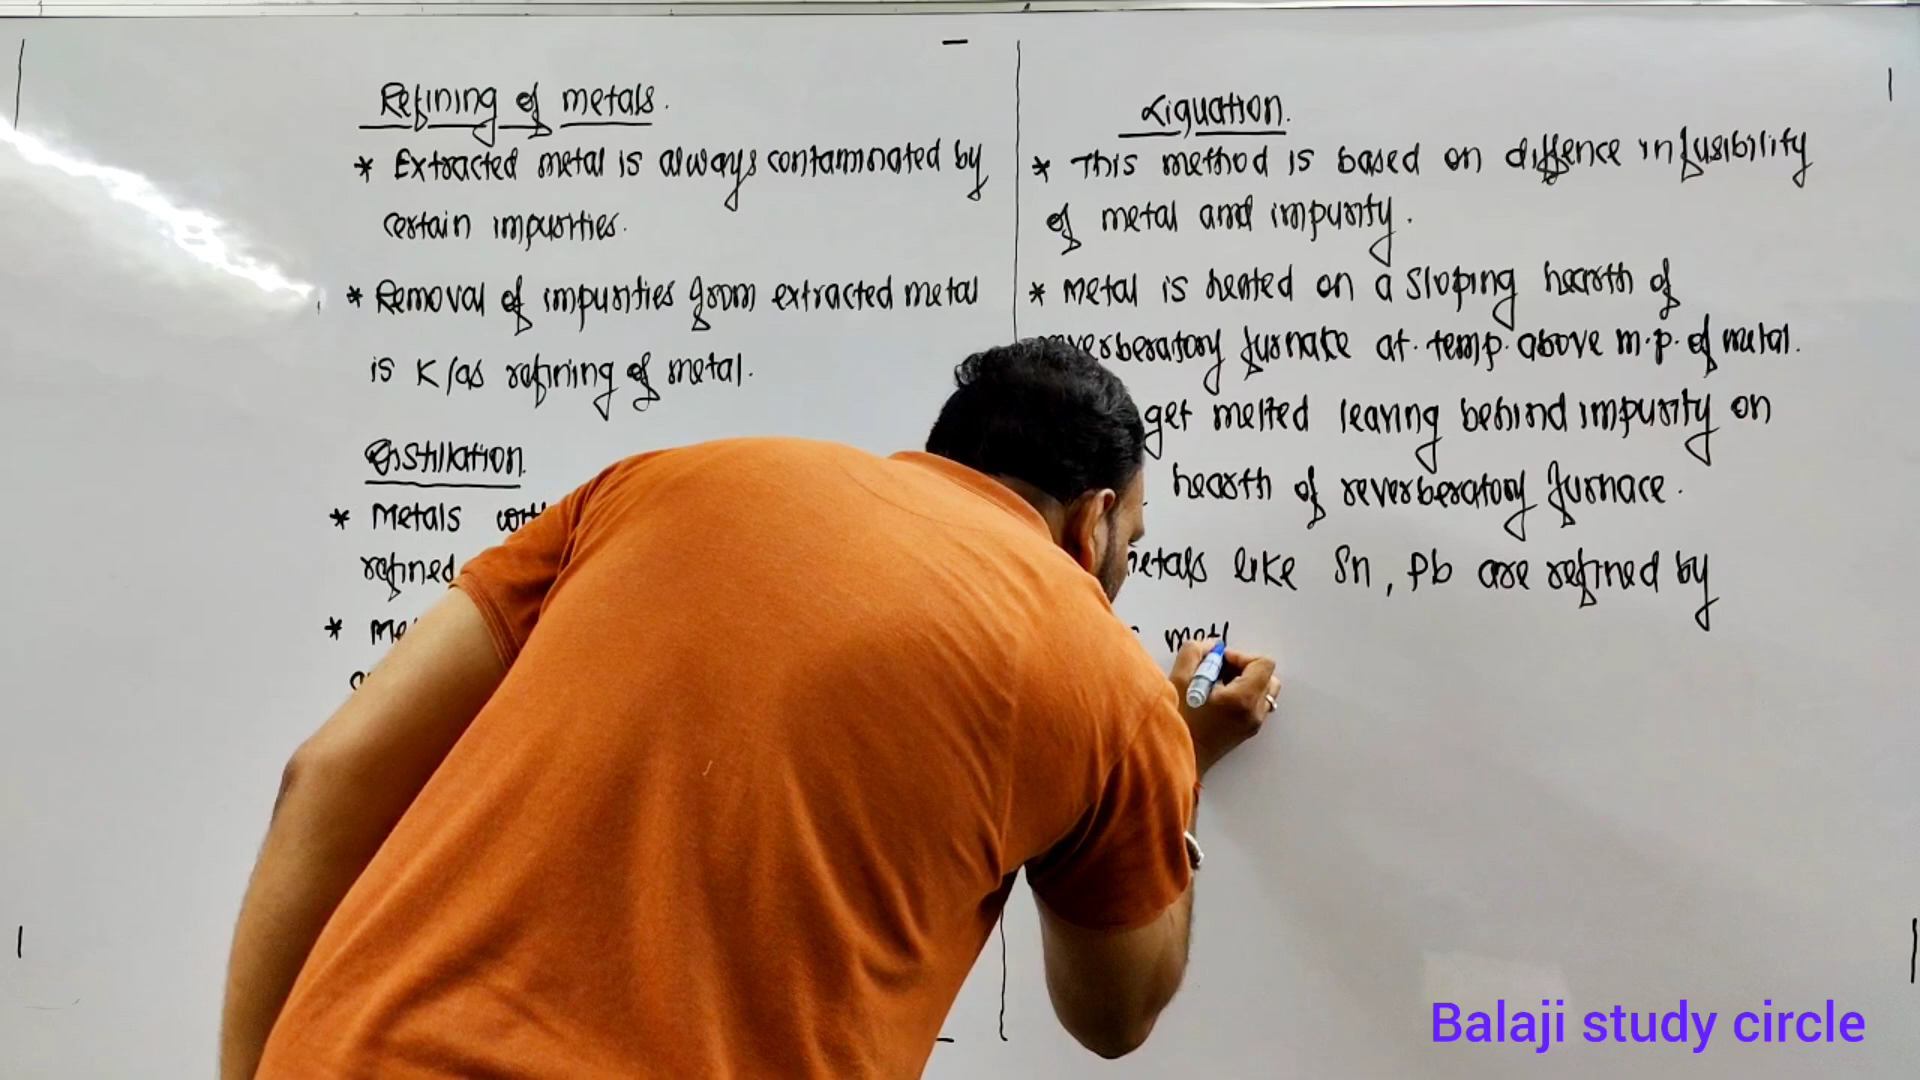 Refining of metals.
* Extracted metal is always contaminated by
certain impurities.
* Removal of impurities from extracted metal
is K/as refining of metal.
Distillation
* Metals
refined
*
Liquation.
* This method is based on diffence in fusibility
of metal and impurity.
* Metal is heated on a sloping hearth of
furnace at temp. above m.p. of metal.
get melted leaving behind impurity on
hearth of reverberatory furnace.
metals like Sn, Pb are refined by
Balaji study circle